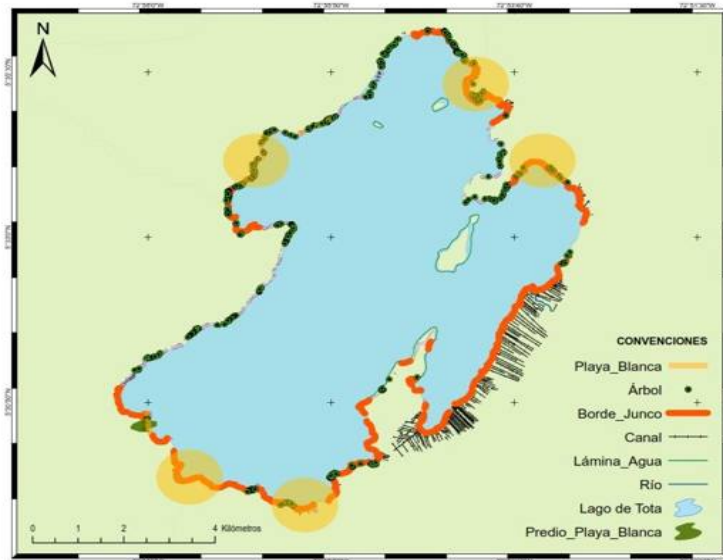 N
CONVENCIONES
Playa_Blanca
Árbol
Borde_Junco
Canal
Lámina_Agua
Río
Lago de Tota
Predio_Playa_Blanca
0 1 2 4 Kilómetros